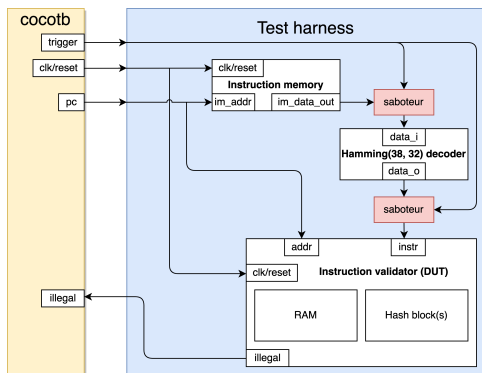 cocotb
Test harness
trigger
clk/reset
clk/reset
Instruction memory
pc
im_addr
im_data_out
saboteur
data_i
Hamming(38, 32) decoder
data_o
saboteur
addr
instr
clk/reset
Instruction validator (DUT)
illegal
RAM
Hash block(s)
illegal